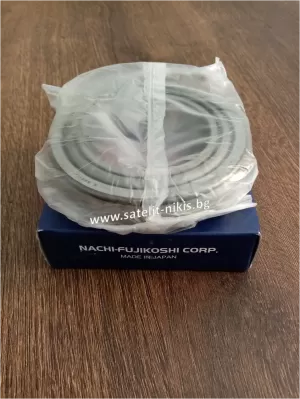 www.satelit-nikis.bg
NACHI-FUJIKOSHI CORP.
MADE IN JAPAN